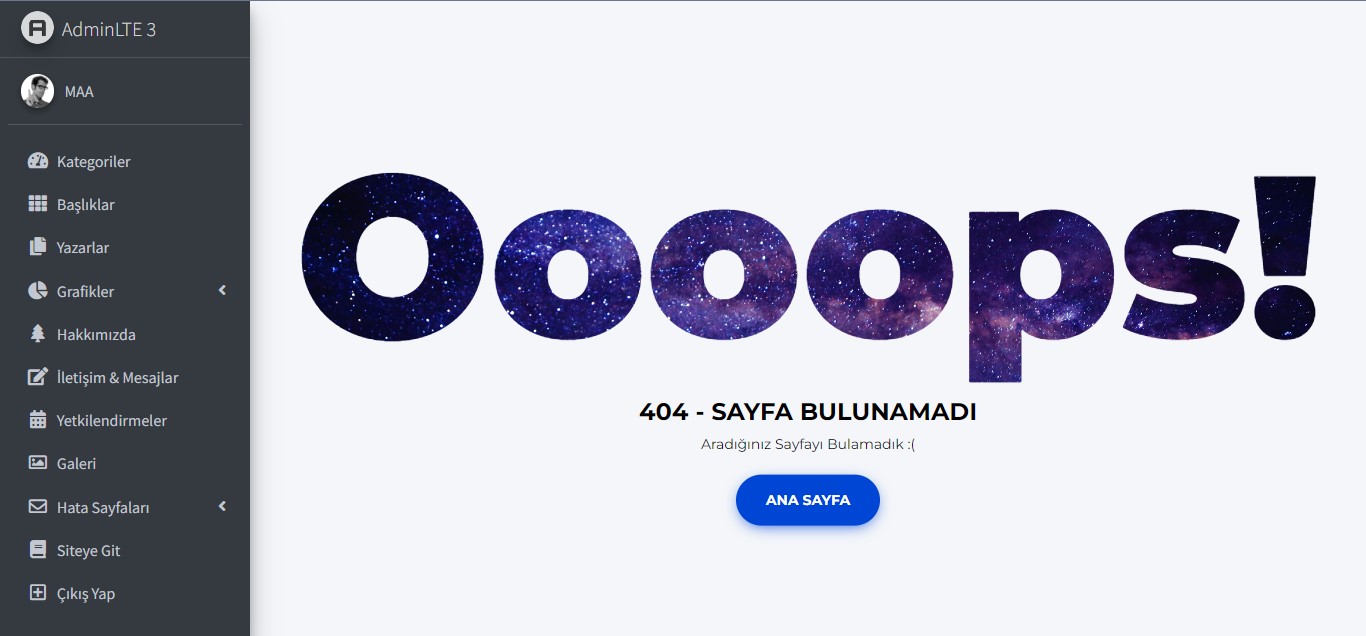 AdminLTE 3
MAA
Kategoriler
Başlıklar
Yazarlar
Grafikler
Hakkımızda
İletişim & Mesajlar
Yetkilendirmeler
Galeri
Hata Sayfaları
Siteye Git
Çıkış Yap
Oooops!
404 - SAYFA BULUNAMADI
Aradığınız Sayfayı Bulamadık :(
ANA SAYFA